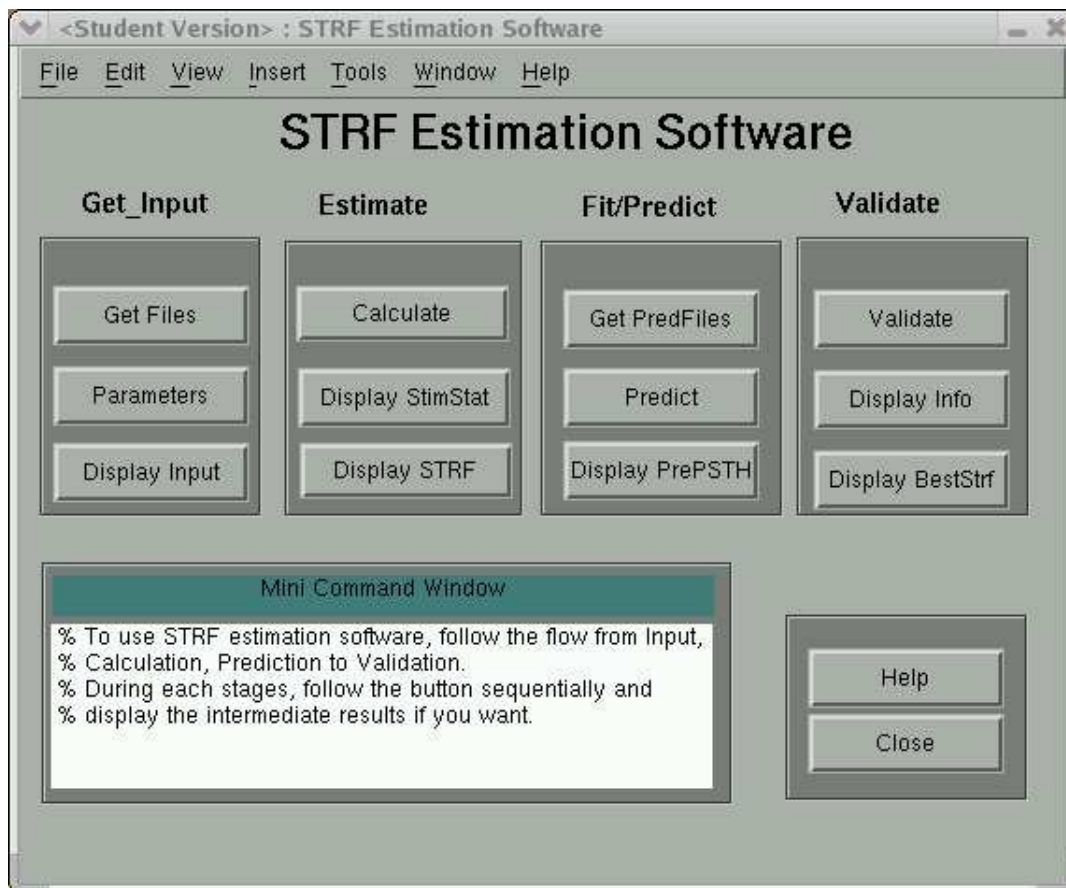 <Student Version> : STRF Estimation Software
File Edit View Insert Tools Window Help
STRF Estimation Software
Get_Input Estimate Fit/Predict Validate
Get Files Calculate Get PredFiles Validate
Parameters Display StimStat Predict Display Info
Display Input Display STRF Display PrePSTH Display BestStrf
Mini Command Window
% To use STRF estimation software, follow the flow from Input,
% Calculation, Prediction to Validation.
% During each stages, follow the button sequentially and
% display the intermediate results if you want.
Help
Close